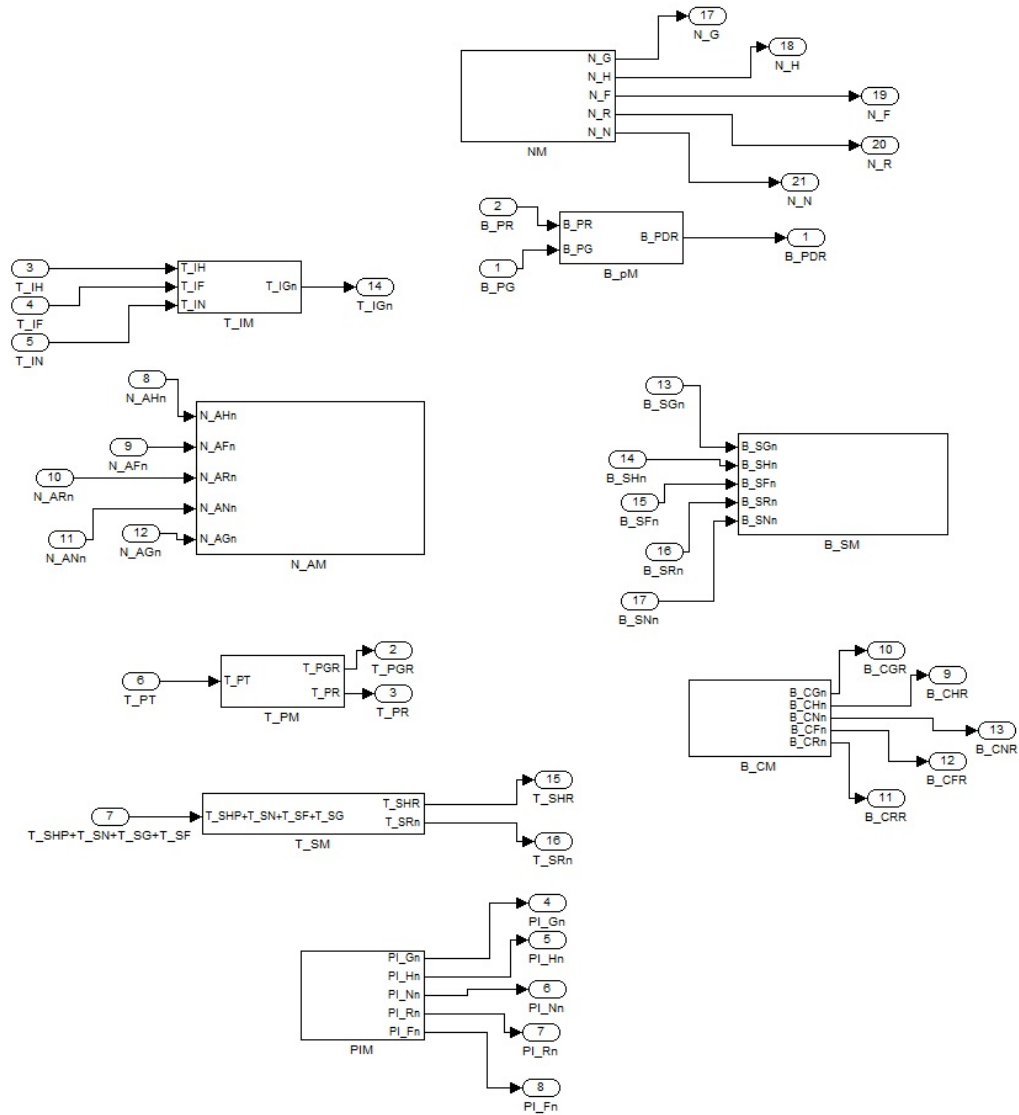 17
N_G
18
N_H
N_G
N_H
N_F
N_R
N_N
NM
19
N_F
20
N_R
21
N_N
2
B_PR
1
B_PG
B_PR
B_PG
B_PDR
B_pM
1
B_PDR
3
T_IH
4
T_IF
5
T_IN
T_IH
T_IF
T_IN
T_IGn
T_IM
14
T_IGn
8
N_AHn
9
N_AFn
10
N_ARn
11
N_ANn
12
N_AGn
N_AHn
N_AFn
N_ARn
N_ANn
N_AGn
N_AM
13
B_SGn
14
B_SHn
15
B_SFn
16
B_SRn
17
B_SNn
B_SGn
B_SHn
B_SFn
B_SRn
B_SNn
B_SM
6
T_PT
T_PT
T_PGR
T_PR
T_PM
2
T_PGR
3
T_PR
B_CGn
B_CHn
B_CNn
B_CFn
B_CRn
B_CM
10
B_CGR
9
B_CHR
13
B_CNR
12
B_CFR
11
B_CRR
7
T_SHP+T_SN+T_SG+T_SF
T_SHP+T_SN+T_SF+T_SG
T_SHR
T_SRn
T_SM
15
T_SHR
16
T_SRn
PI_Gn
PI_Hn
PI_Nn
PI_Rn
PI_Fn
PIM
4
PI_Gn
5
PI_Hn
6
PI_Nn
7
PI_Rn
8
PI_Fn